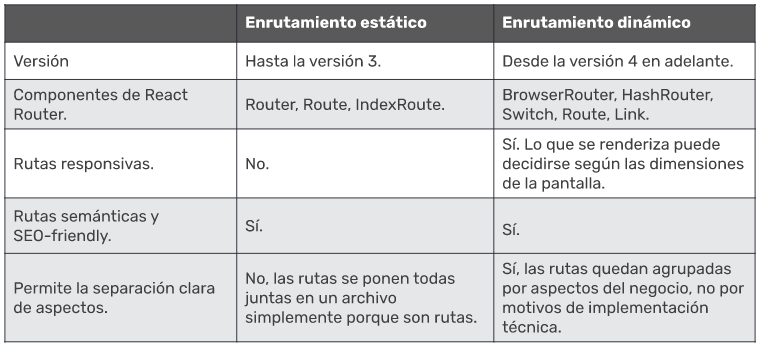 Enrutamiento estático
Enrutamiento dinámico
Versión
Hasta la versión 3.
Desde la versión 4 en adelante.
Componentes de React
Router.
Router, Route, IndexRoute.
BrowserRouter, HashRouter,
Switch, Route, Link.
Rutas responsivas.
No.
Sí. Lo que se renderiza puede
decidirse según las dimensiones
de la pantalla.
Rutas semánticas y
SEO-friendly.
Sí.
Sí.
Permite la separación clara
de aspectos.
No, las rutas se ponen todas
juntas en un archivo
simplemente porque son rutas.
Sí, las rutas quedan agrupadas
por aspectos del negocio, no por
motivos de implementación
técnica.